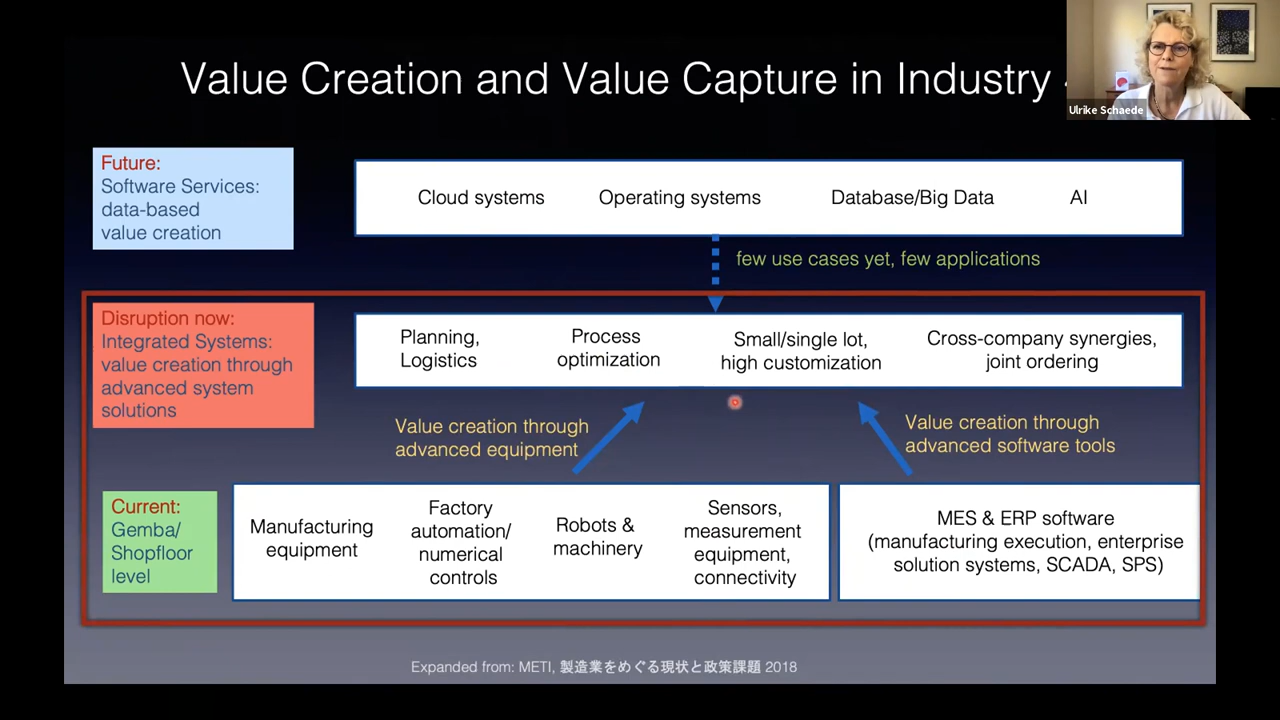 Value Creation and Value Capture in Industry
Ulrike Schaede
Future:
Software Services:
data-based
value creation
Cloud systems
Operating systems
Database/Big Data
AI
few use cases yet, few applications
Disruption now:
Integrated Systems:
value creation through
advanced system
solutions
Planning,
Logistics
Process
optimization
Small/single lot,
high customization
Cross-company synergies,
joint ordering
Value creation through
advanced equipment
Value creation through
advanced software tools
Current:
Gemba/
Shopfloor
level
Manufacturing
equipment
Factory
automation/
numerical
controls
Robots &
machinery
Sensors,
measurement
equipment,
connectivity
MES & ERP software
(manufacturing execution, enterprise
solution systems, SCADA, SPS)
Expanded from: METI, 製造業をめぐる現状と政策課題 2018